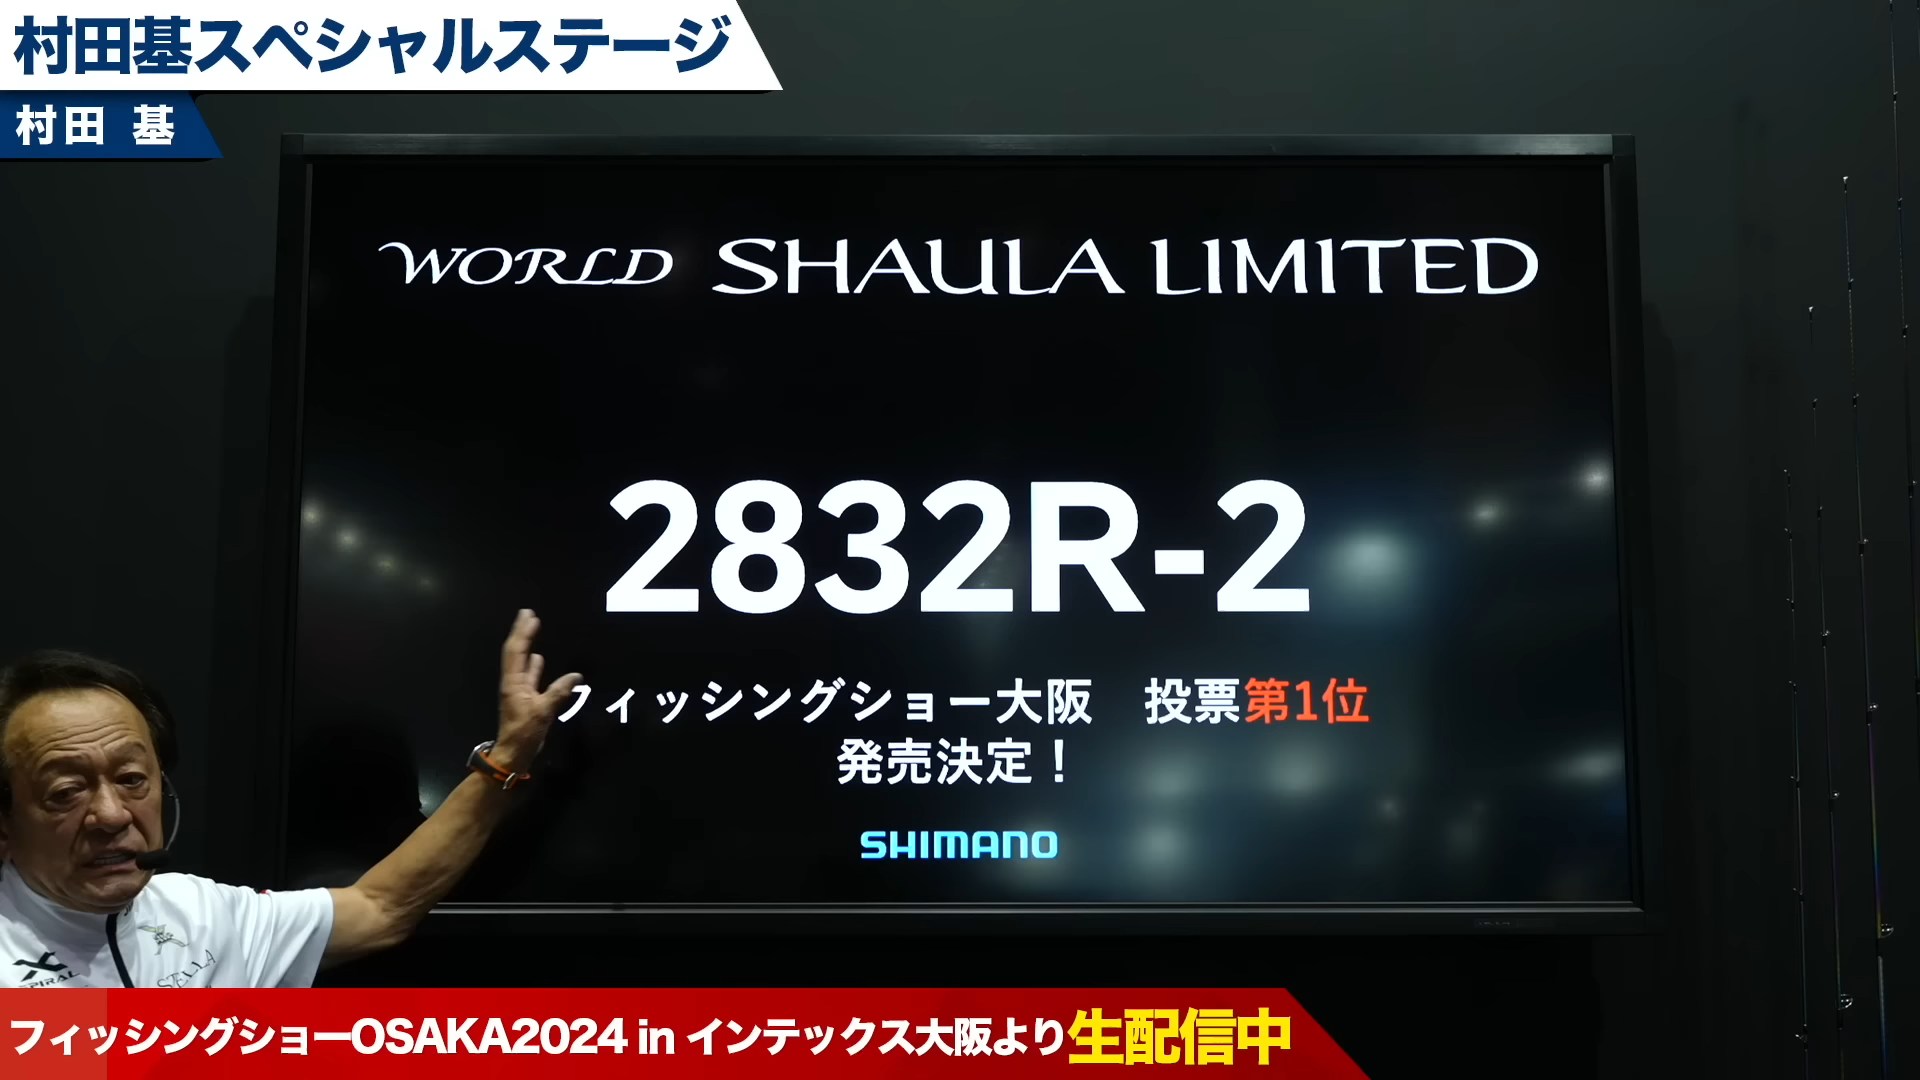 村田基スペシャルステージ
村田 基
WORLD SHAULA LIMITED
2832R-2
フィッシングショー大阪 投票第1位
発売決定！
SHIMANO
STELLA
フィッシングショーOSAKA2024 in インテックス大阪より生配信中